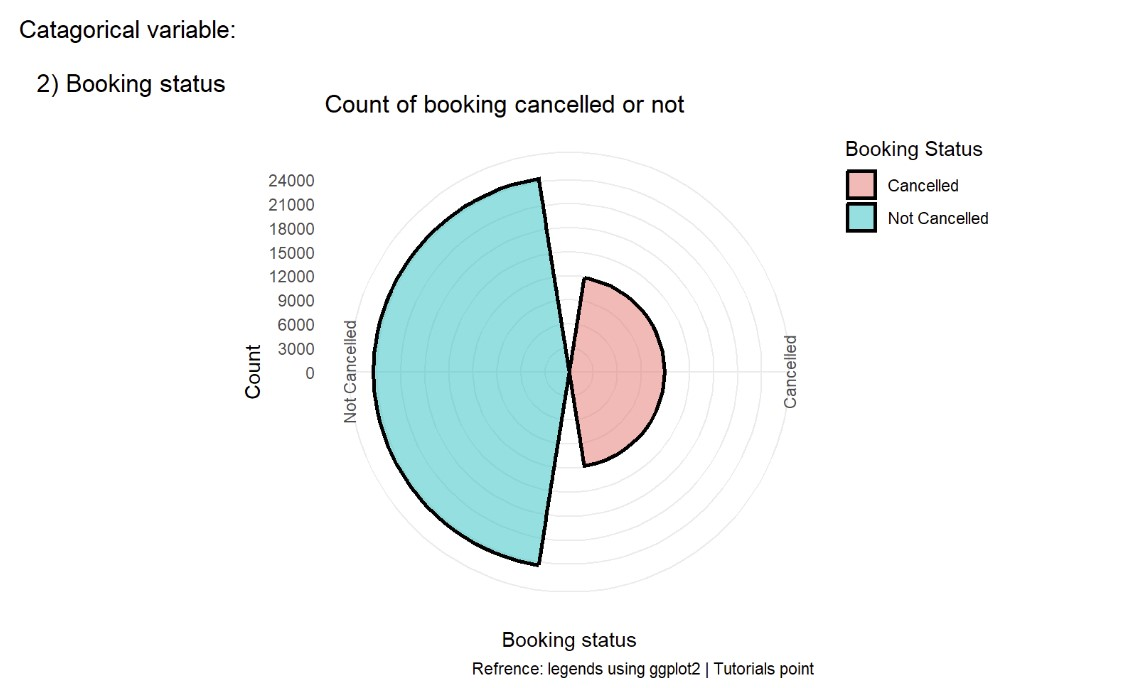 Catagorical variable:
2) Booking status
Count of booking cancelled or not
Booking Status
Cancelled
Not Cancelled
24000
21000
18000
15000
12000
9000
6000
3000
0
Count
Not Cancelled
Cancelled
Booking status
Refrence: legends using ggplot2 | Tutorials point